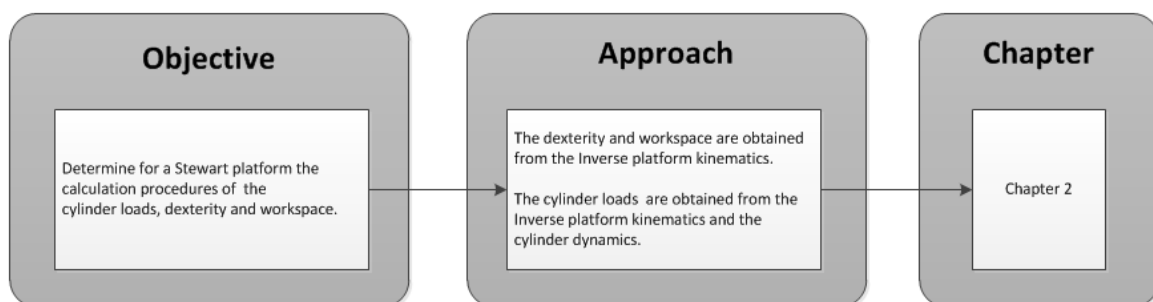 Objective
Determine for a Stewart platform the
calculation procedures of the
cylinder loads, dexterity and workspace.
Approach
The dexterity and workspace are obtained
from the Inverse platform kinematics.
The cylinder loads are obtained from the
Inverse platform kinematics and the
cylinder dynamics.
Chapter
Chapter 2